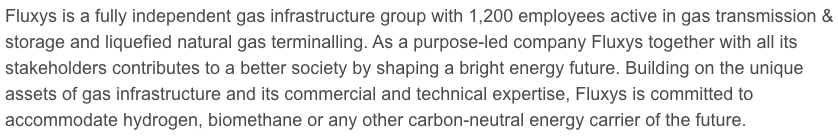 Fluxys is a fully independent gas infrastructure group with 1,200 employees active in gas transmission &
storage and liquefied natural gas terminalling. As a purpose-led company Fluxys together with all its
stakeholders contributes to a better society by shaping a bright energy future. Building on the unique
assets of gas infrastructure and its commercial and technical expertise, Fluxys is committed to
accommodate hydrogen, biomethane or any other carbon-neutral energy carrier of the future.